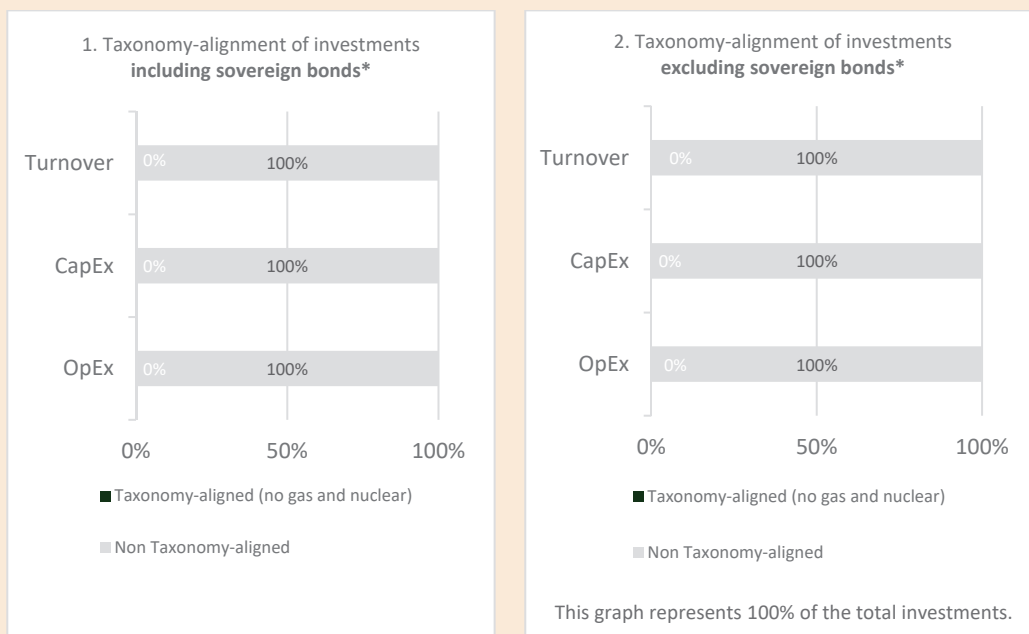 1. Taxonomy-alignment of investments
including sovereign bonds*
Turnover
0%
100%
CapEx
0%
100%
OpEx
0%
100%
0%
50%
100%
Taxonomy-aligned (no gas and nuclear)
Non Taxonomy-aligned
2. Taxonomy-alignment of investments
excluding sovereign bonds*
Turnover
0%
100%
CapEx
0%
100%
OpEx
0%
100%
0%
50%
100%
Taxonomy-aligned (no gas and nuclear)
Non Taxonomy-aligned
This graph represents 100% of the total investments.